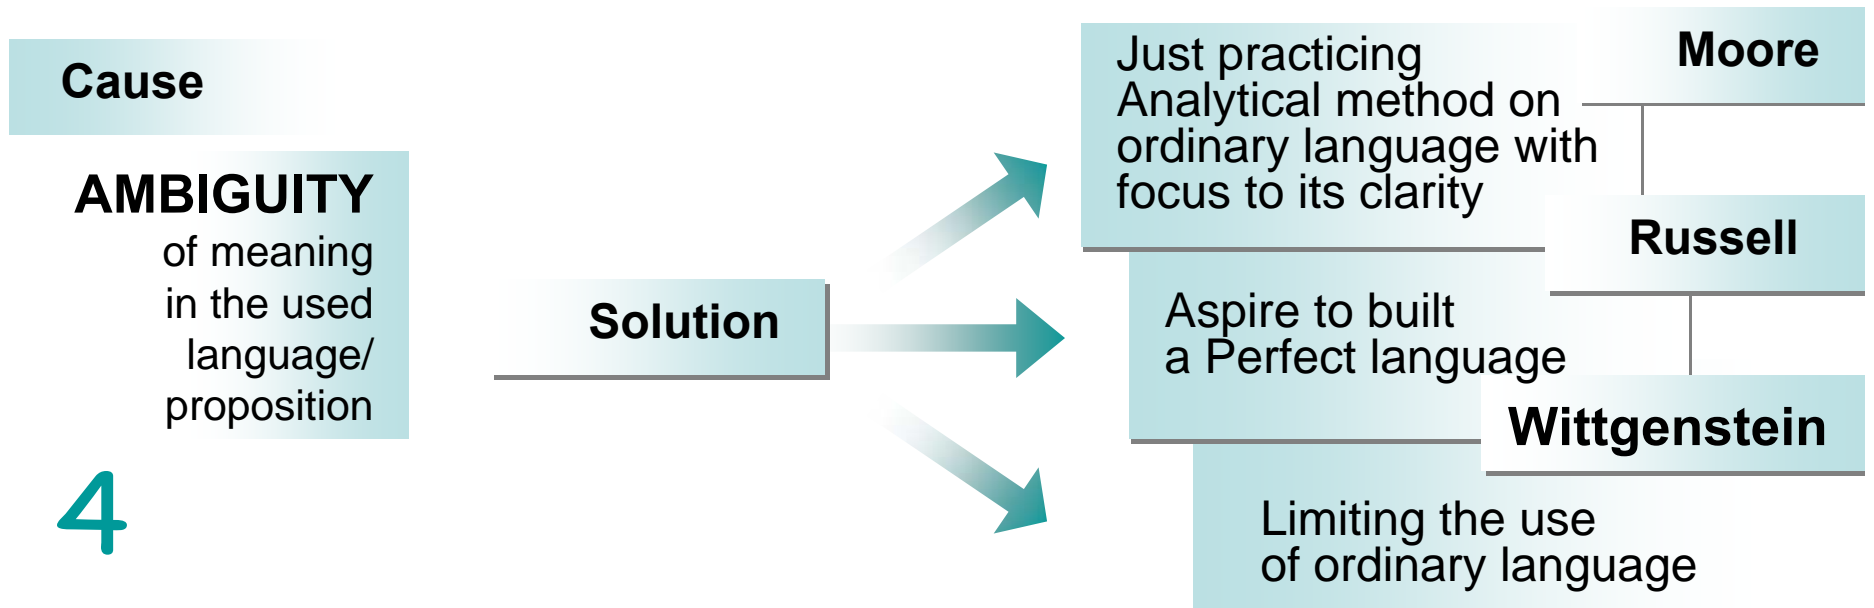 Cause
AMBIGUITY
of meaning
in the used
language/
proposition
4
Solution
Moore
Just practicing
Analytical method on
ordinary language with
focus to its clarity
Russell
Aspire to built
a Perfect language
Wittgenstein
Limiting the use
of ordinary language